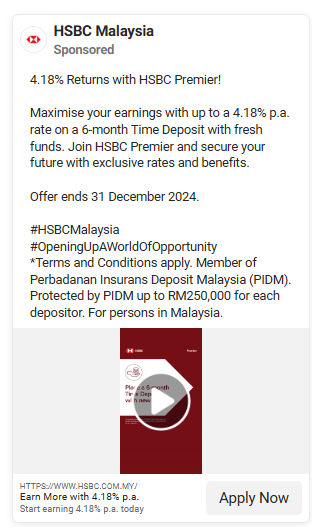 HSBC Malaysia
Sponsored
4.18% Returns with HSBC Premier!
Maximise your earnings with up to a 4.18% p.a.
rate on a 6-month Time Deposit with fresh
funds. Join HSBC Premier and secure your
future with exclusive rates and benefits.
Offer ends 31 December 2024.
#HSBCMalaysia
#OpeningUpAWorldOfOpportunity
*Terms and Conditions apply. Member of
Perbadanan Insurans Deposit Malaysia (PIDM).
Protected by PIDM up to RM250,000 for each
depositor. For persons in Malaysia.
HSBC
Premier
Place a 6-month
Time Dep
with new
HTTPS://WWW.HSBC.COM.MY/
Earn More with 4.18% p.a.
Start earning 4.18% p.a. today
Apply Now